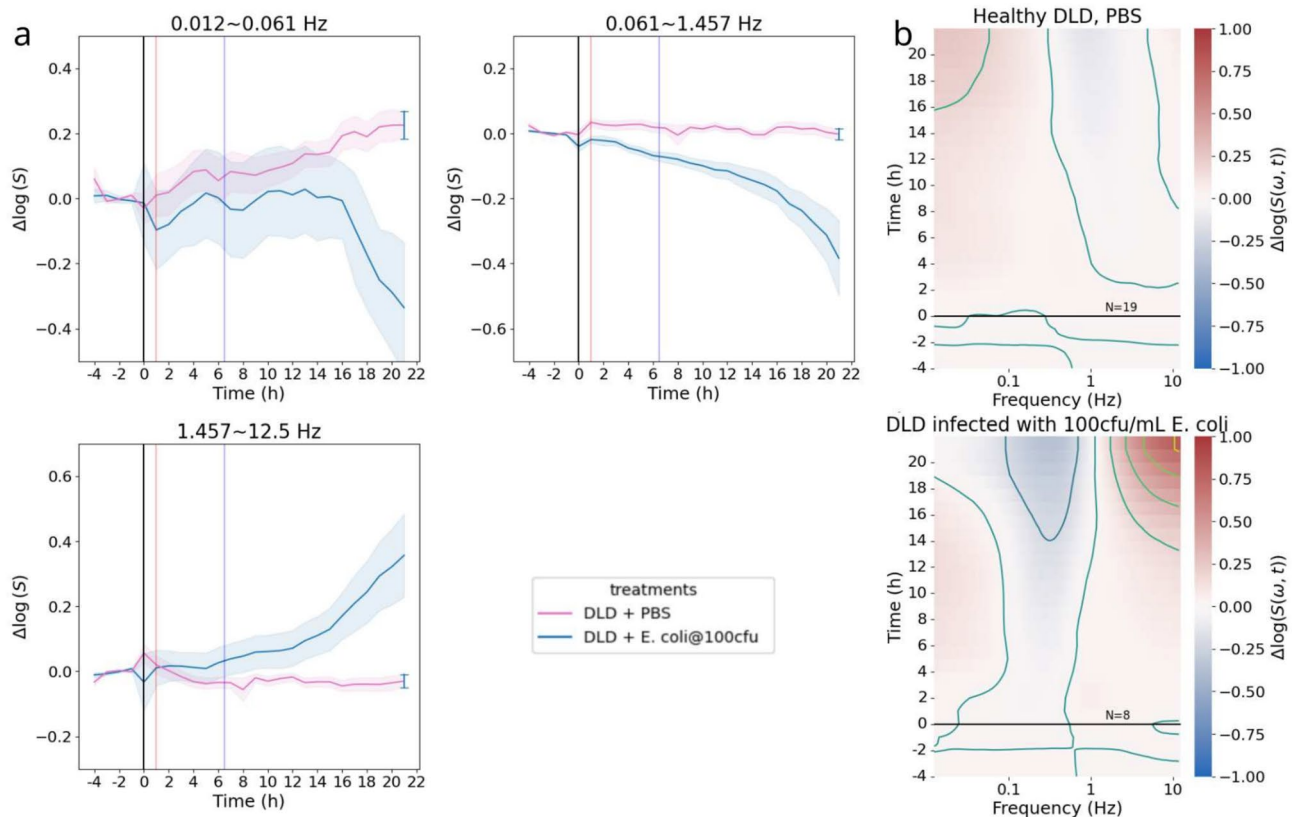 a
0.012~0.061 Hz
Δlog (S)
0.4
0.2
0.0
−0.2
−0.4
-4 -2 0 2 4 6 8 10 12 14 16 18 20 22
Time (h)
0.061~1.457 Hz
Δlog (S)
0.2
0.0
−0.2
−0.4
−0.6
-4 -2 0 2 4 6 8 10 12 14 16 18 20 22
Time (h)
b
Healthy DLD, PBS
Time (h)
20
18
16
14
12
10
8
6
4
2
0
-2
-4
N=19
0.1 1 10
Frequency (Hz)
1.00
0.75
0.50
0.25
0.00
−0.25
−0.50
−0.75
−1.00
Δlog(S(ω, t))
1.457~12.5 Hz
Δlog (S)
0.6
0.4
0.2
0.0
−0.2
-4 -2 0 2 4 6 8 10 12 14 16 18 20 22
Time (h)
treatments
DLD + PBS
DLD + E. coli@100cfu
DLD infected with 100cfu/mL E. coli
Time (h)
20
18
16
14
12
10
8
6
4
2
0
-2
-4
N=8
0.1 1 10
Frequency (Hz)
1.00
0.75
0.50
0.25
0.00
−0.25
−0.50
−0.75
−1.00
Δlog(S(ω, t))